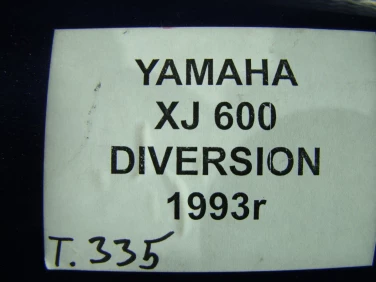 YAMAHA
XJ 600
DIVERSION
1993r
T. 335